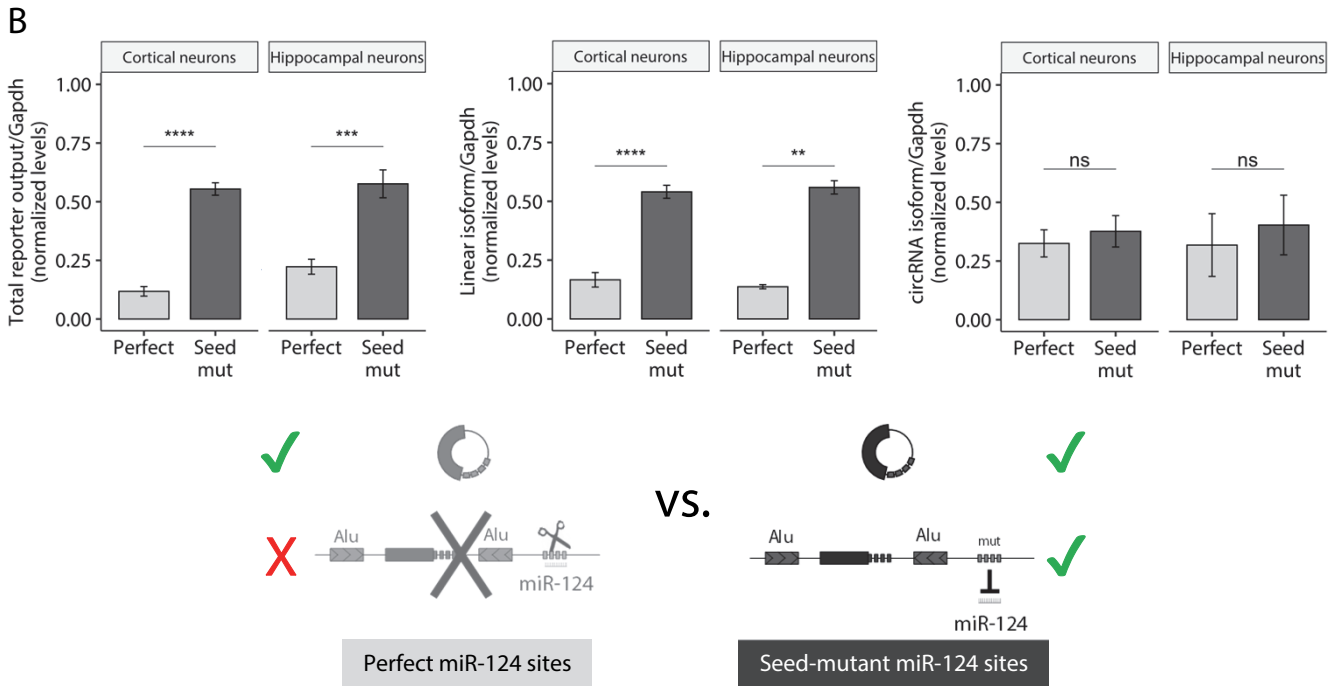 B
Cortical neurons
Hippocampal neurons
Total reporter output/Gapdh
(normalized levels)
1.00
0.75
0.50
0.25
0.00
****
***
Perfect
Seed
mut
Perfect
Seed
mut
Cortical neurons
Hippocampal neurons
Linear isoform/Gapdh
(normalized levels)
1.00
0.75
0.50
0.25
0.00
****
**
Perfect
Seed
mut
Perfect
Seed
mut
Cortical neurons
Hippocampal neurons
circRNA isoform/Gapdh
(normalized levels)
1.00
0.75
0.50
0.25
0.00
ns
ns
Perfect
Seed
mut
Perfect
Seed
mut
vs.
Alu
Alu
miR-124
Alu
Alu
mut
miR-124
Perfect miR-124 sites
Seed-mutant miR-124 sites